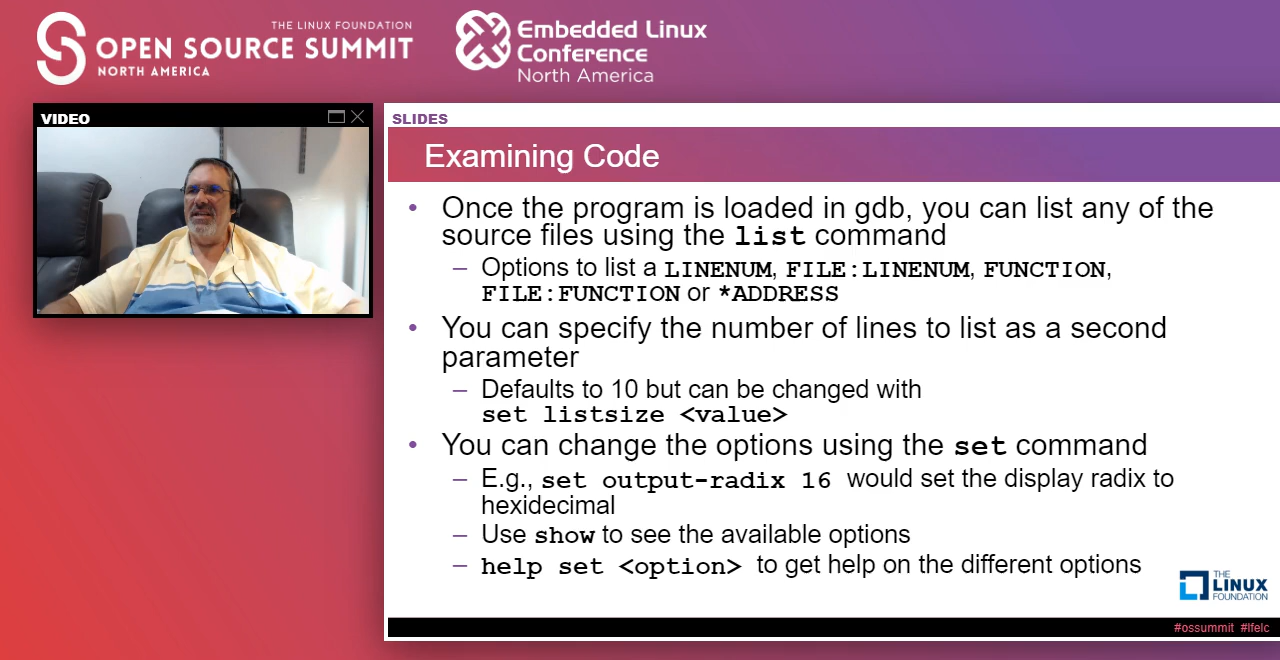 THE LINUX FOUNDATION
OPEN SOURCE SUMMIT
NORTH AMERICA
Embedded Linux
Conference
North America
VIDEO
SLIDES
Examining Code
• Once the program is loaded in gdb, you can list any of the
source files using the list command
– Options to list a LINENUM, FILE:LINENUM, FUNCTION,
FILE:FUNCTION or *ADDRESS
• You can specify the number of lines to list as a second
parameter
– Defaults to 10 but can be changed with
set listsize <value>
• You can change the options using the set command
– E.g., set output-radix 16 would set the display radix to
hexidecimal
– Use show to see the available options
– help set <option> to get help on the different options
THE
LINUX
FOUNDATION
#ossummit #lfelc